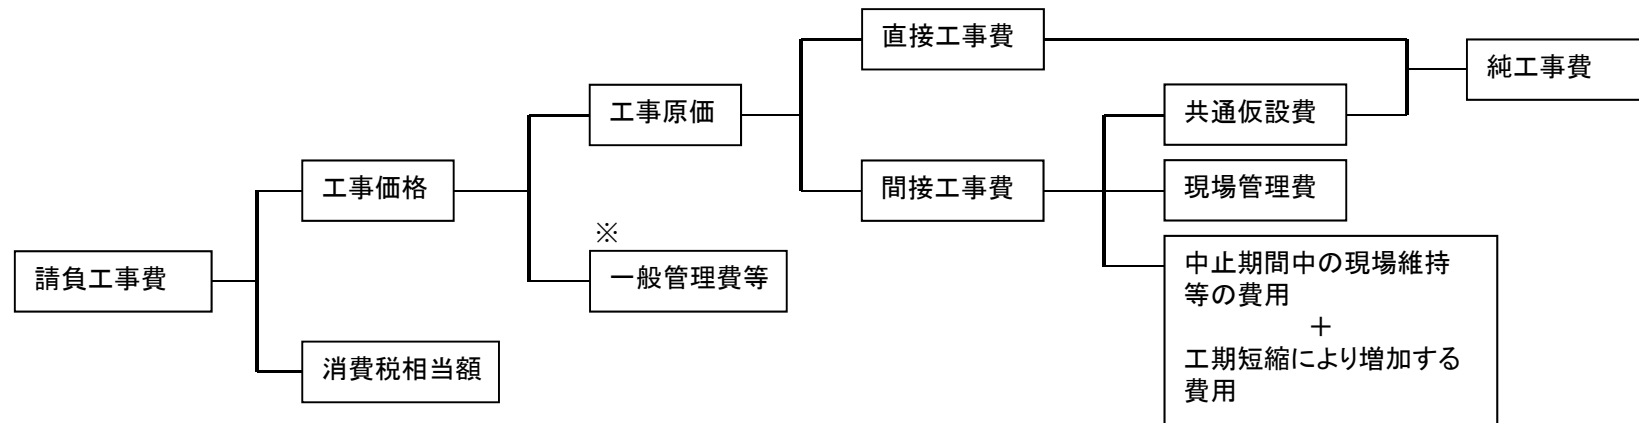 直接工事費
純工事費
工事原価
共通仮設費
工事価格
間接工事費
現場管理費
※
一般管理費等
請負工事費
中止期間中の現場維持
等の費用
＋
工期短縮により増加する
費用
消費税相当額